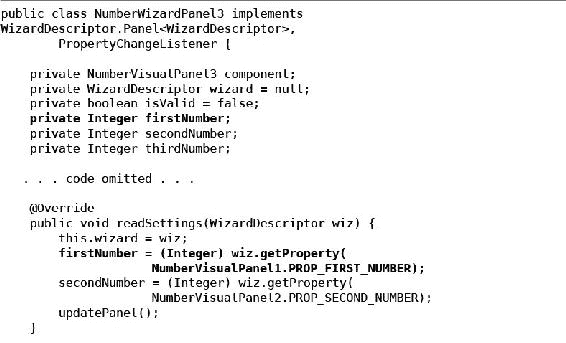 public class NumberWizardPanel3 implements
WizardDescriptor.Panel<WizardDescriptor>,
        PropertyChangeListener {

    private NumberVisualPanel3 component;
    private WizardDescriptor wizard = null;
    private boolean isValid = false;
    private Integer firstNumber;
    private Integer secondNumber;
    private Integer thirdNumber;

   . . . code omitted . . .

    @Override
    public void readSettings(WizardDescriptor wiz) {
        this.wizard = wiz;
        firstNumber = (Integer) wiz.getProperty(
                     NumberVisualPanel1.PROP_FIRST_NUMBER);
        secondNumber = (Integer) wiz.getProperty(
                     NumberVisualPanel2.PROP_SECOND_NUMBER);
        updatePanel();
    }